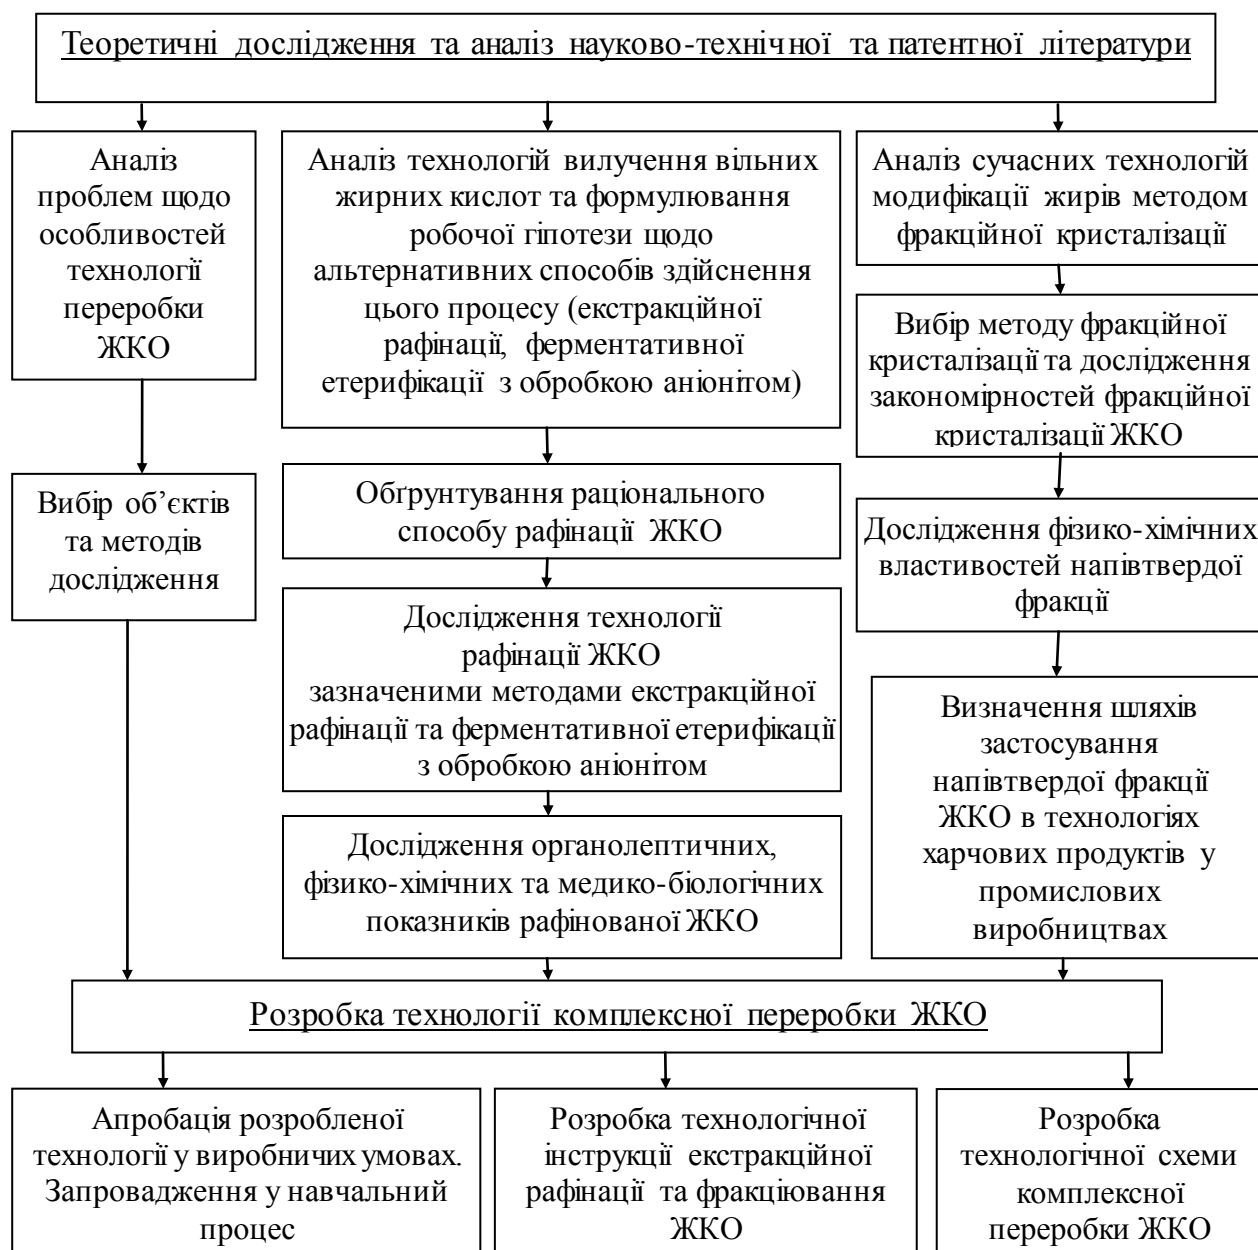 Теоретичні дослідження та аналіз науково-технічної та патентної літератури
Аналіз
проблем щодо
особливостей
технології
переробки
ЖКО
Вибір об’єктів
та методів
дослідження
Аналіз технологій вилучення вільних
жирних кислот та формулювання
робочої гіпотези щодо
альтернативних способів здійснення
цього процесу (екстракційної
рафінації, ферментативної
етерифікації з обробкою аніонітом)
Обґрунтування раціонального
способу рафінації ЖКО
Дослідження технології
рафінації ЖКО
зазначеними методами екстракційної
рафінації та ферментативної етерифікації
з обробкою аніонітом
Дослідження органолептичних,
фізико-хімічних та медико-біологічних
показників рафінованої ЖКО
Аналіз сучасних технологій
модифікації жирів методом
фракційної кристалізації
Вибір методу фракційної
кристалізації та дослідження
закономірностей фракційної
кристалізації ЖКО
Дослідження фізико-хімічних
властивостей напівтвердої
фракції
Визначення шляхів
застосування
напівтвердої фракції
ЖКО в технологіях
харчових продуктів у
промислових
виробництвах
Розробка технології комплексної переробки ЖКО
Апробація розробленої
технології у виробничих умовах.
Запровадження у навчальний
процес
Розробка технологічної
інструкції екстракційної
рафінації та фракціювання
ЖКО
Розробка
технологічної схеми
комплексної
переробки ЖКО